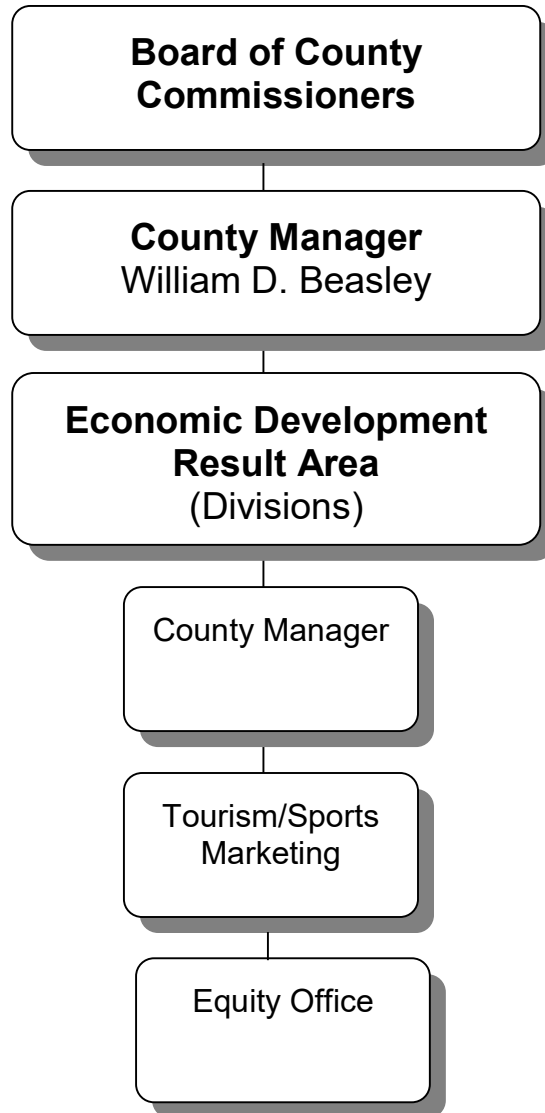 Board of County
Commissioners
County Manager
William D. Beasley
Economic Development
Result Area
(Divisions)
County Manager
Tourism/Sports
Marketing
Equity Office